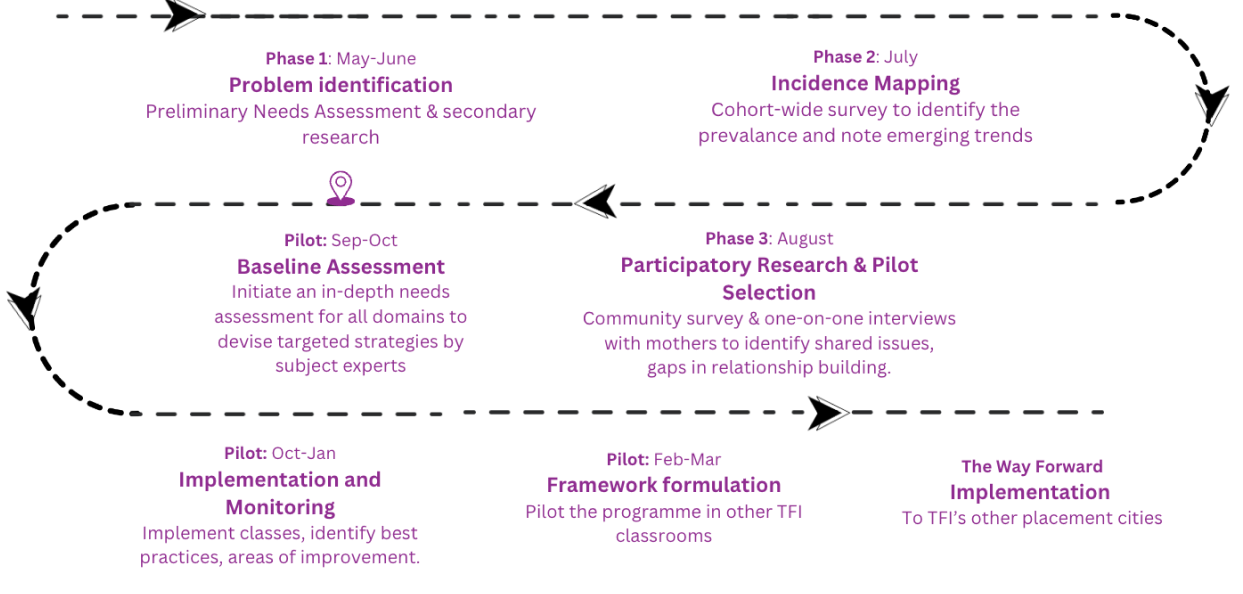 Phase 1: May-June
Problem identification
Preliminary Needs Assessment & secondary
research
Phase 2: July
Incidence Mapping
Cohort-wide survey to identify the
prevalance and note emerging trends
Phase 3: August
Participatory Research & Pilot
Selection
Community survey & one-on-one interviews
with mothers to identify shared issues,
gaps in relationship building.
Pilot: Sep-Oct
Baseline Assessment
Initiate an in-depth needs
assessment for all domains to
devise targeted strategies by
subject experts
Pilot: Oct-Jan
Implementation and
Monitoring
Implement classes, identify best
practices, areas of improvement.
Pilot: Feb-Mar
Framework formulation
Pilot the programme in other TFI
classrooms
The Way Forward
Implementation
To TFI’s other placement cities